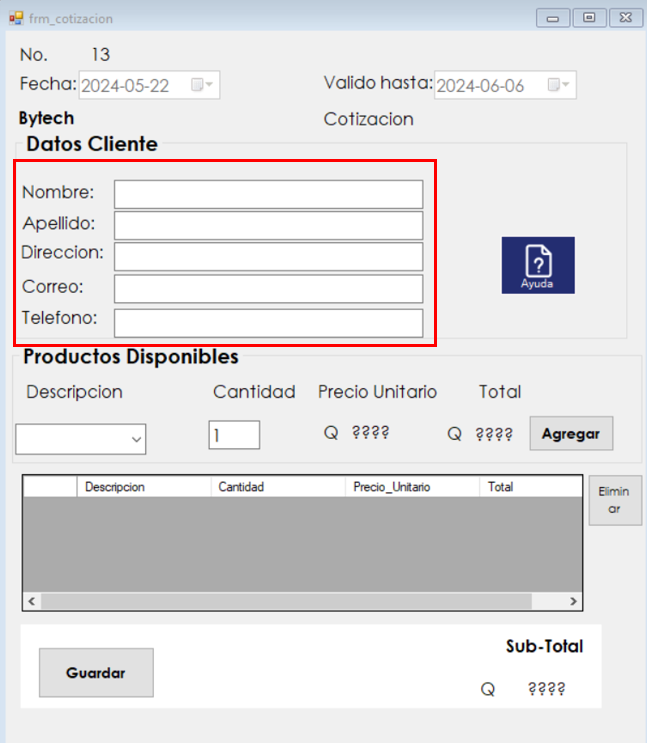 frm_cotizacion
No. 13
Fecha: 2024-05-22 Valido hasta: 2024-06-06
Bytech Cotizacion
Datos Cliente
Nombre:
Apellido:
Direccion:
Correo:
Telefono:
Ayuda
Productos Disponibles
Descripcion Cantidad Precio Unitario Total
1 Q ???? Q ???? Agregar
Descripcion Cantidad Precio_Unitario Total
Elimin
ar
Sub-Total
Guardar
Q ????